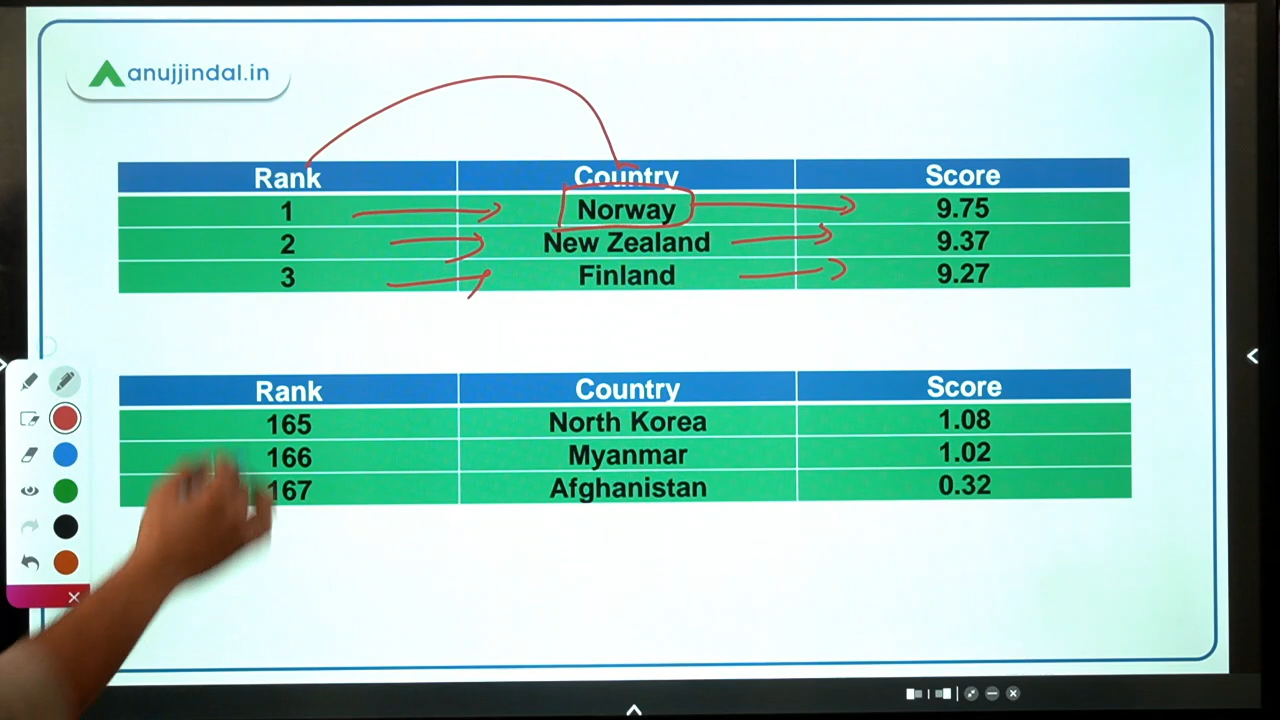 anujjindal.in
Rank Country Score
1 Norway 9.75
2 New Zealand 9.37
3 Finland 9.27
Rank Country Score
165 North Korea 1.08
166 Myanmar 1.02
167 Afghanistan 0.32